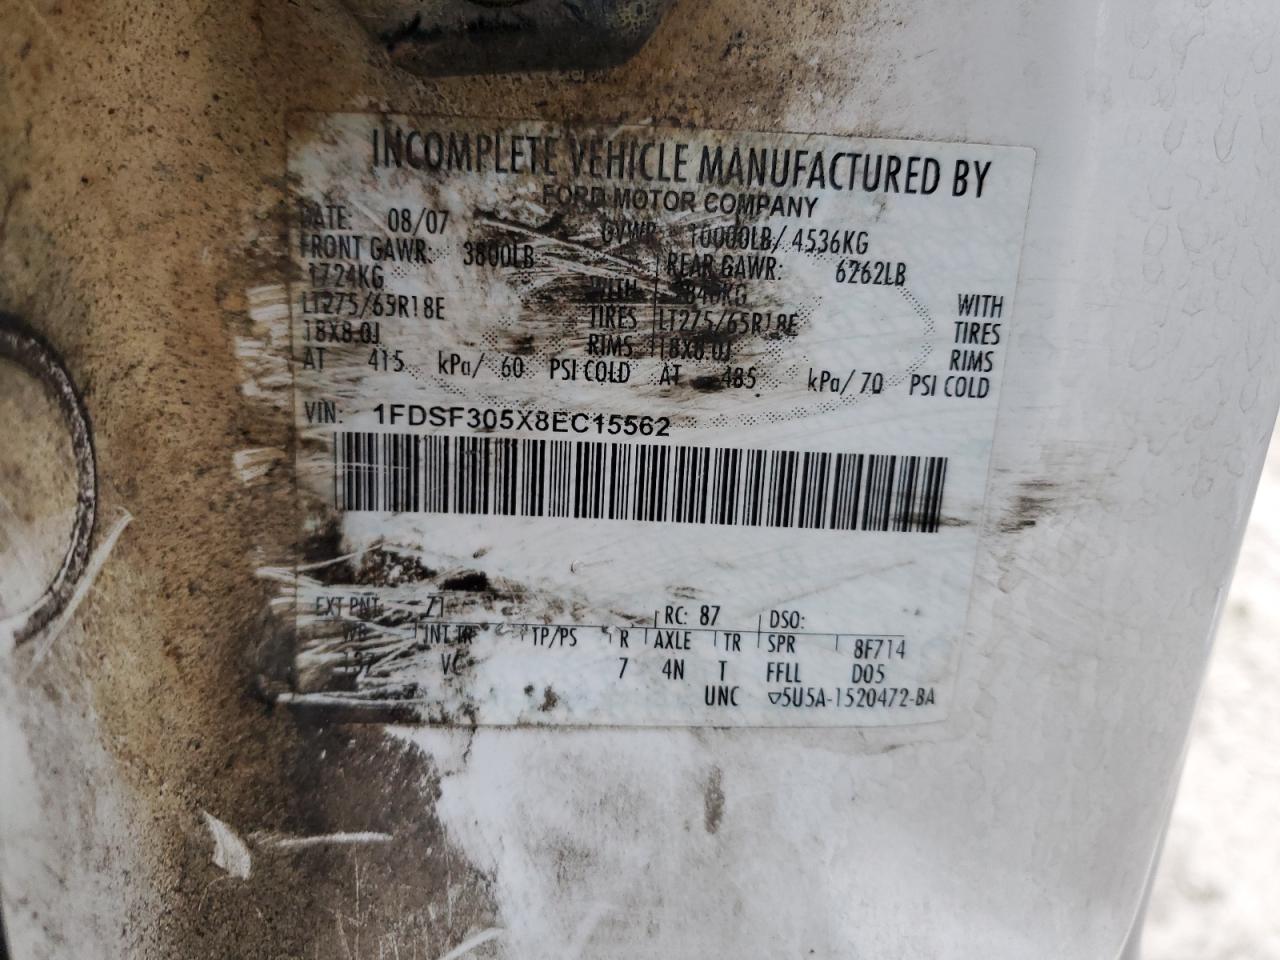 INCOMPLETE VEHICLE MANUFACTURED BY
FORD MOTOR COMPANY
DATE: 08/07 GVWR 10000LB/ 4536KG
FRONT GAWR: 3800LB REAR GAWR: 6262LB
1724KG WITH WITH
LT275/65R18E TIRES LT275/65R18E TIRES
18X8.0J RIMS 18X8.0J RIMS
AT 415 kPa/ 60 PSI COLD AT 485 kPa/ 70 PSI COLD
VIN: 1FDSF305X8EC15562
EXT PNT: Z1 RC: 87 DSO:
WB INT TR TP/PS R AXLE TR SPR 8F714
137 VC 7 4N T FFLL D05
UNC ▽5U5A-1520472-BA